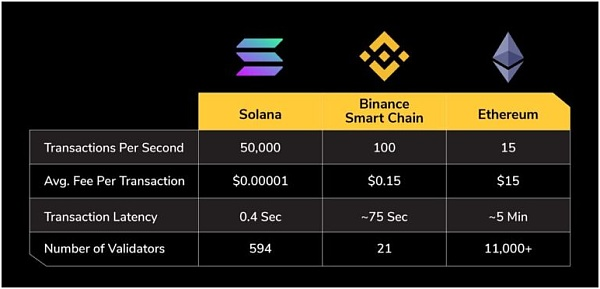 Solana
Binance
Smart Chain
Ethereum
Transactions Per Second 50,000 100 15
Avg. Fee Per Transaction $0.00001 $0.15 $15
Transaction Latency 0.4 Sec ~75 Sec ~5 Min
Number of Validators 594 21 11,000+